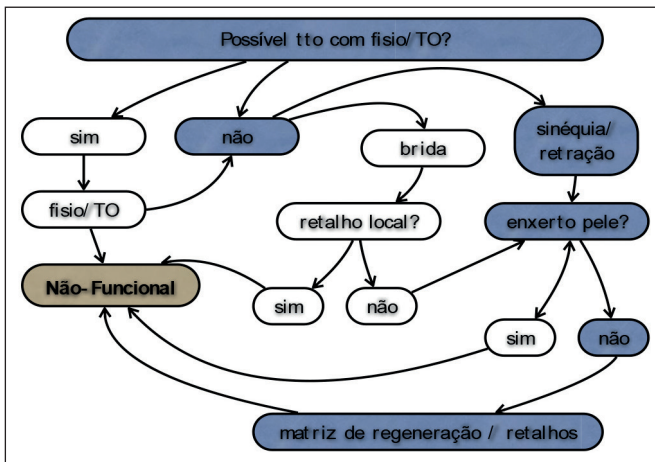 Possível tto com fisio/TO?
sim
não
brida
sinéquia/
retração
fisio/TO
retalho local?
enxerto pele?
Não-Funcional
sim
não
sim
não
matriz de regeneração / retalhos